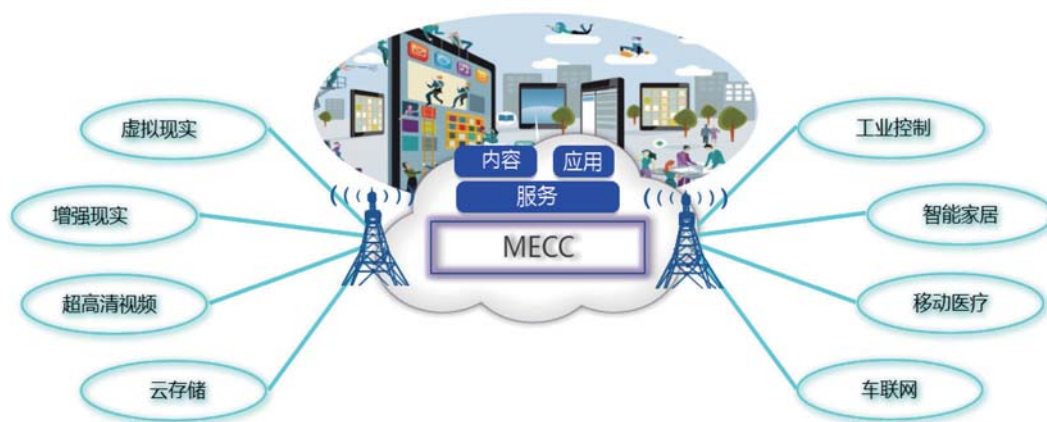 虚拟现实
增强现实
超高清视频
云存储
内容 应用
服务
MECC
工业控制
智能家居
移动医疗
车联网